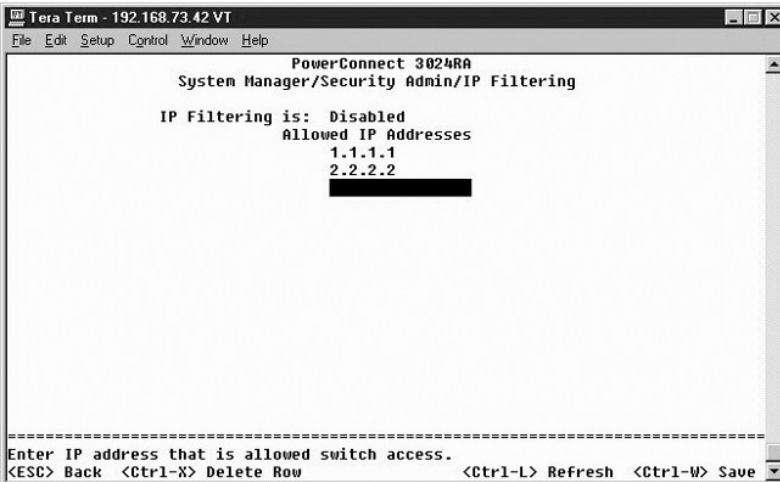 Tera Term - 192.168.73.42 VT
File Edit Setup Control Window Help
PowerConnect 3024RA
System Manager/Security Admin/IP Filtering
IP Filtering is: Disabled
Allowed IP Addresses
1.1.1.1
2.2.2.2
================================================================================
Enter IP address that is allowed switch access.
<ESC> Back <Ctrl-X> Delete Row <Ctrl-L> Refresh <Ctrl-W> Save